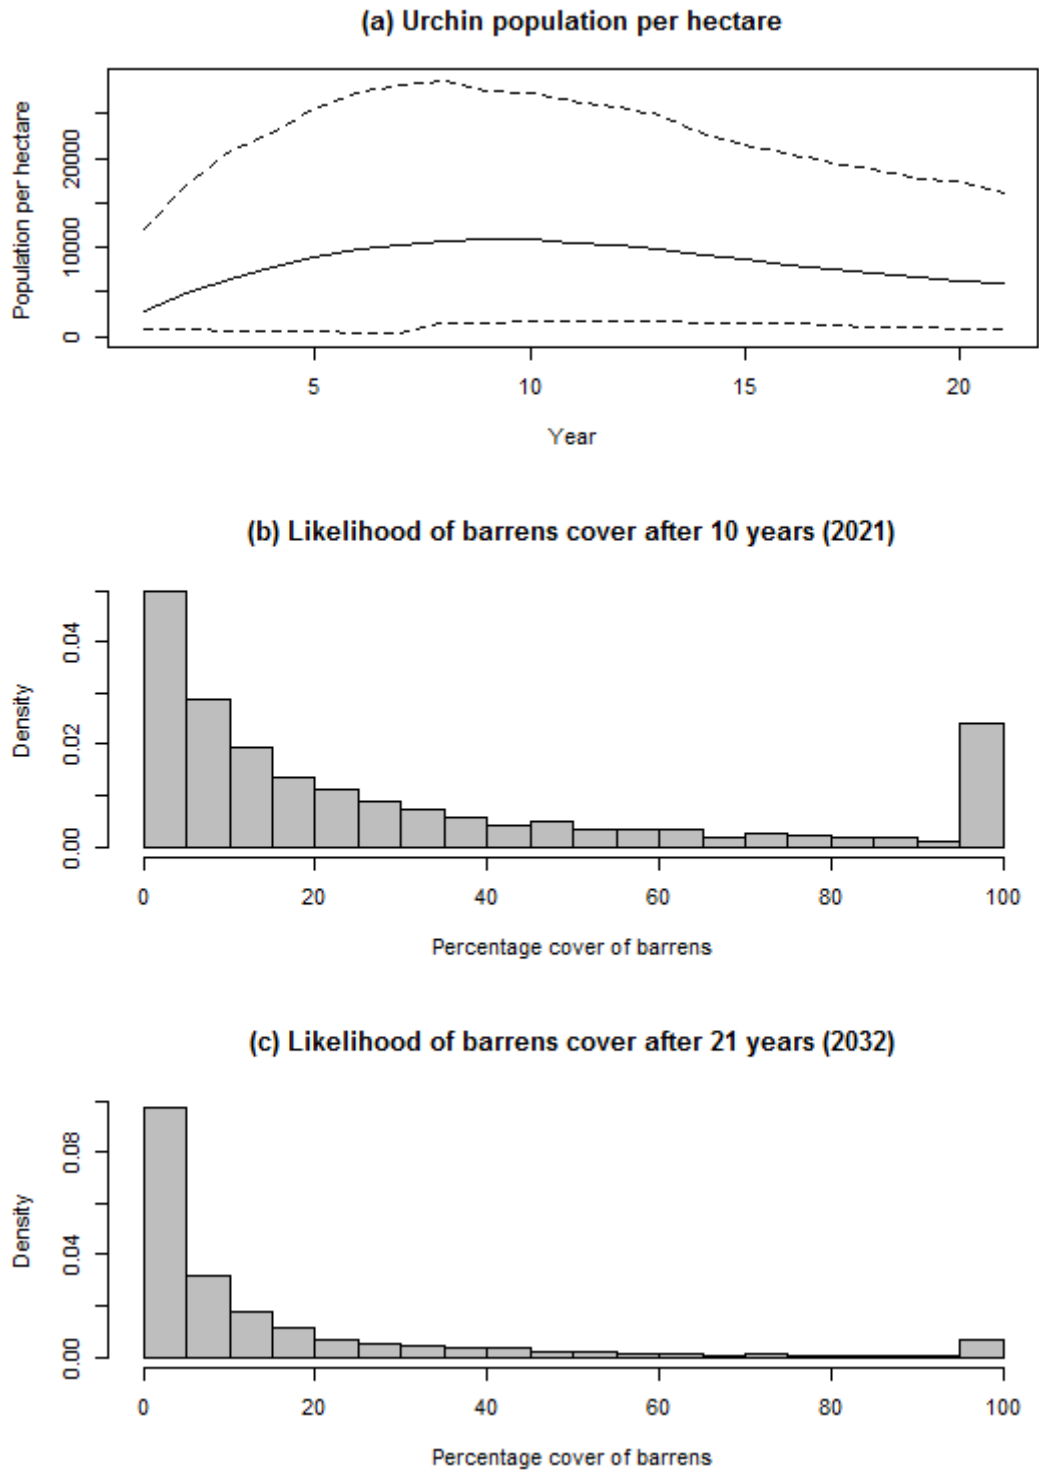 (a) Urchin population per hectare
Population per hectare
0
10000
20000
5
10
15
20
Year
(b) Likelihood of barrens cover after 10 years (2021)
Density
0.00
0.02
0.04
0
20
40
60
80
100
Percentage cover of barrens
(c) Likelihood of barrens cover after 21 years (2032)
Density
0.00
0.04
0.08
0
20
40
60
80
100
Percentage cover of barrens